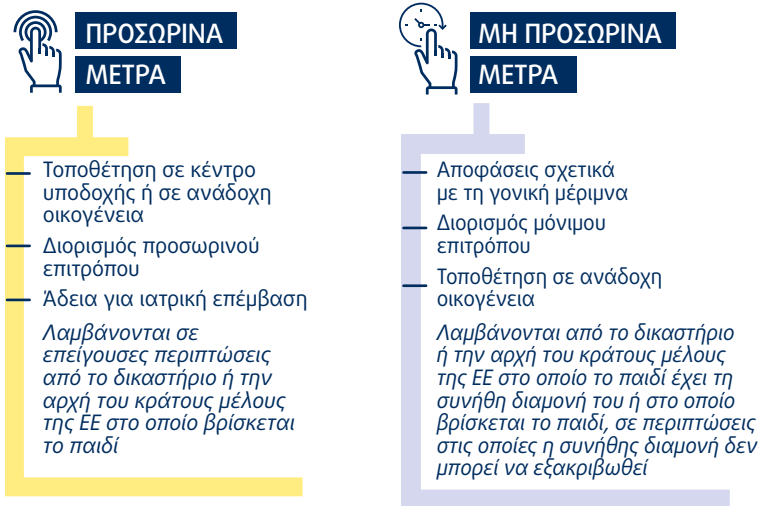 ΠΡΟΣΩΡΙΝΑ
ΜΕΤΡΑ
Τοποθέτηση σε κέντρο
υποδοχής ή σε ανάδοχη
οικογένεια
Διορισμός προσωρινού
επιτρόπου
Άδεια για ιατρική επέμβαση
Λαμβάνονται σε
επείγουσες περιπτώσεις
από το δικαστήριο ή την
αρχή του κράτους μέλους
της ΕΕ στο οποίο βρίσκεται
το παιδί
ΜΗ ΠΡΟΣΩΡΙΝΑ
ΜΕΤΡΑ
Αποφάσεις σχετικά
με τη γονική μέριμνα
Διορισμός μόνιμου
επιτρόπου
Τοποθέτηση σε ανάδοχη
οικογένεια
Λαμβάνονται από το δικαστήριο
ή την αρχή του κράτους μέλους
της ΕΕ στο οποίο το παιδί έχει τη
συνήθη διαμονή του ή στο οποίο
βρίσκεται το παιδί, σε περιπτώσεις
στις οποίες η συνήθης διαμονή δεν
μπορεί να εξακριβωθεί